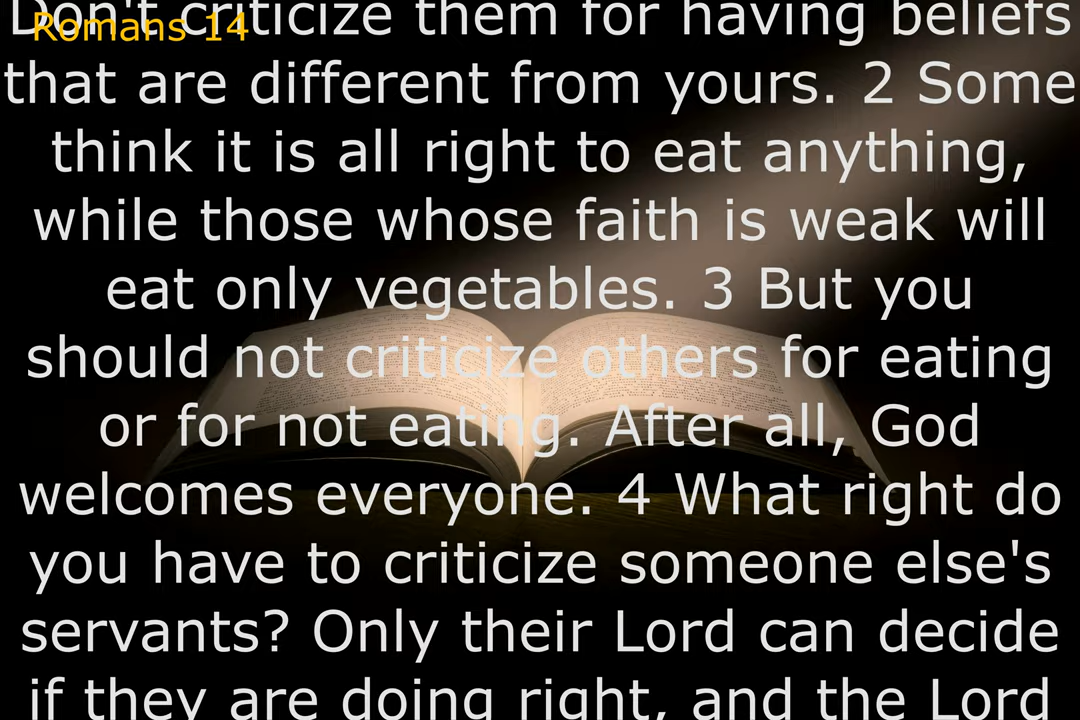 Don't criticize them for having beliefs
Romans 14
that are different from yours. 2 Some
think it is all right to eat anything,
while those whose faith is weak will
eat only vegetables. 3 But you
should not criticize others for eating
or for not eating. After all, God
welcomes everyone. 4 What right do
you have to criticize someone else's
servants? Only their Lord can decide
if they are doing right, and the Lord